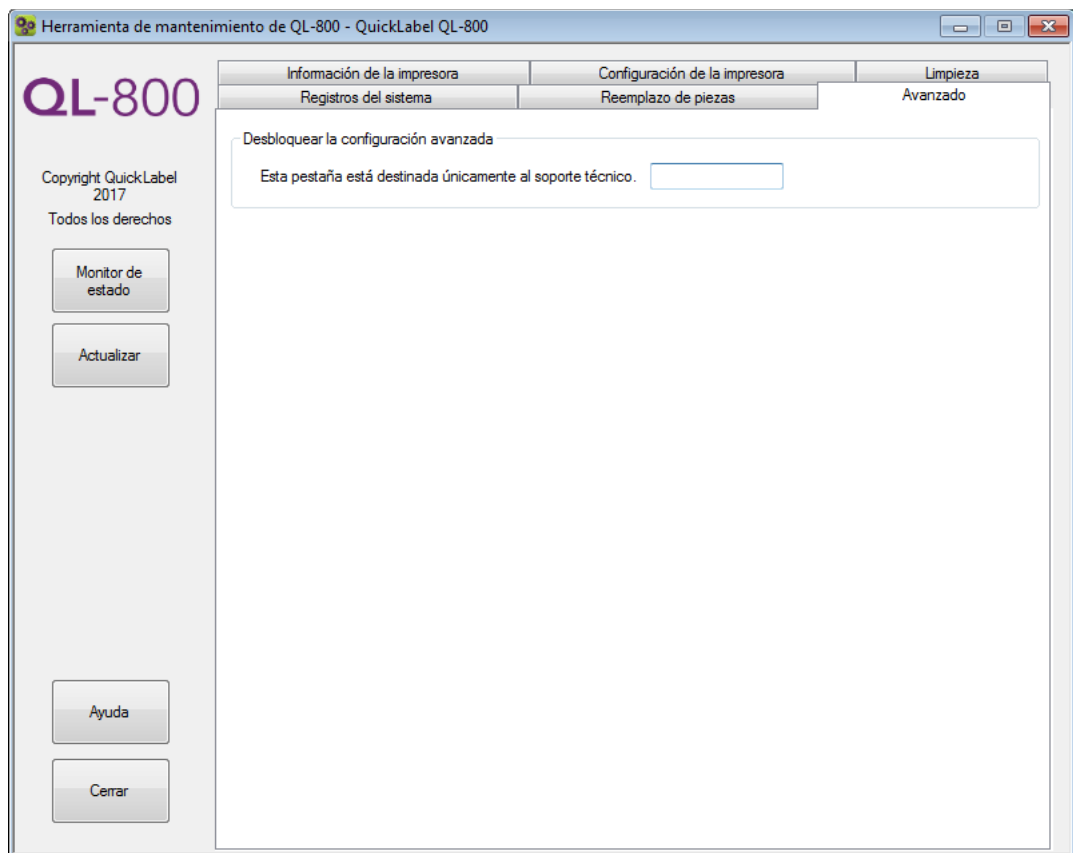 Herramienta de mantenimiento de QL-800 - QuickLabel QL-800
QL-800
Copyright QuickLabel
2017
Todos los derechos
Monitor de
estado
Actualizar
Ayuda
Cerrar
Información de la impresora
Configuración de la impresora
Limpieza
Registros del sistema
Reemplazo de piezas
Avanzado
Desbloquear la configuración avanzada
Esta pestaña está destinada únicamente al soporte técnico.